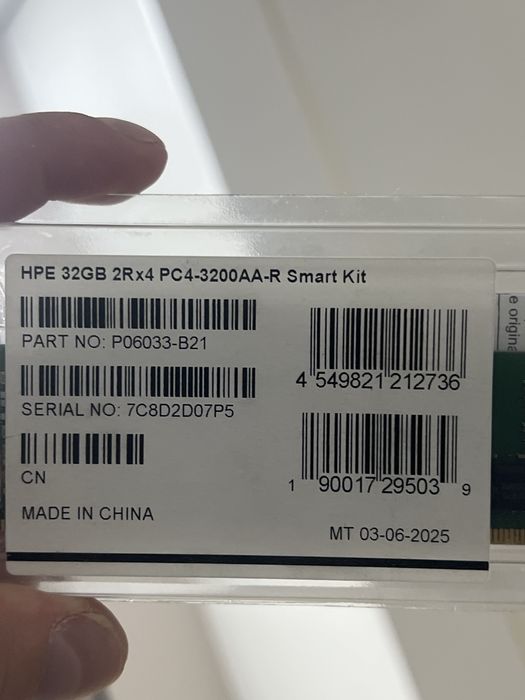 HPE 32GB 2Rx4 PC4-3200AA-R Smart Kit
PART NO: P06033-B21
4 549821 212736
SERIAL NO: 7C8D2D07P5
CN
1 90017 29503 9
MADE IN CHINA
MT 03-06-2025
e origina